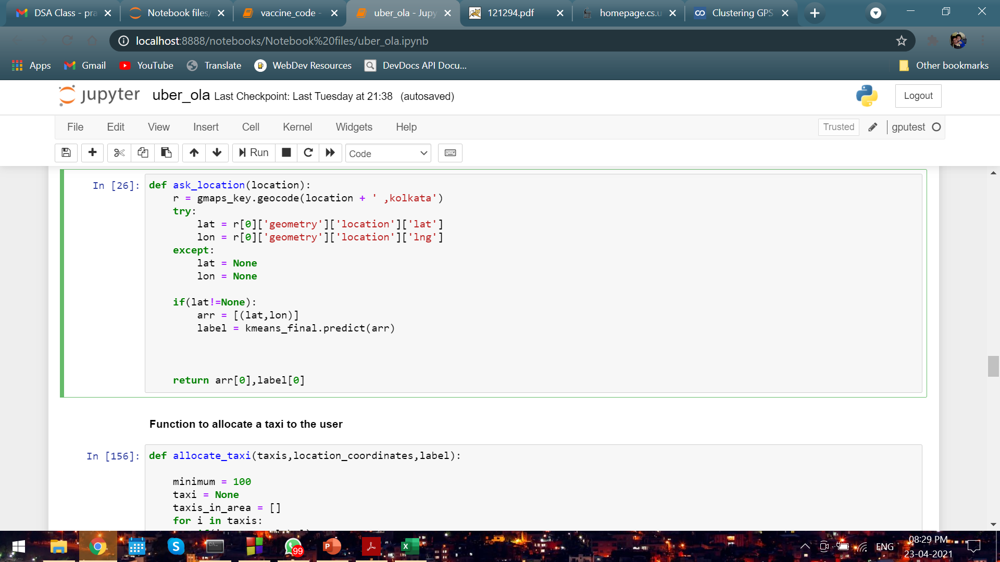 DSA Class - pra
Notebook files/
vaccine_code -
uber_ola - Jupy
121294.pdf
homepage.cs.u
Clustering GPS
localhost:8888/notebooks/Notebook%20files/uber_ola.ipynb
Apps
Gmail
YouTube
Translate
WebDev Resources
DevDocs API Docu...
Other bookmarks
jupyter uber_ola Last Checkpoint: Last Tuesday at 21:38 (autosaved)
Logout
File Edit View Insert Cell Kernel Widgets Help
Trusted
gputest
Run
Code
In [26]:
def ask_location(location):
    r = gmaps_key.geocode(location + ' ,kolkata')
    try:
        lat = r[0]['geometry']['location']['lat']
        lon = r[0]['geometry']['location']['lng']
    except:
        lat = None
        lon = None
    if(lat!=None):
        arr = [(lat,lon)]
        label = kmeans_final.predict(arr)
    return arr[0],label[0]
Function to allocate a taxi to the user
In [156]:
def allocate_taxi(taxis,location_coordinates,label):
    minimum = 100
    taxi = None
    taxis_in_area = []
    for i in taxis:
99
ENG
08:29 PM
23-04-2021